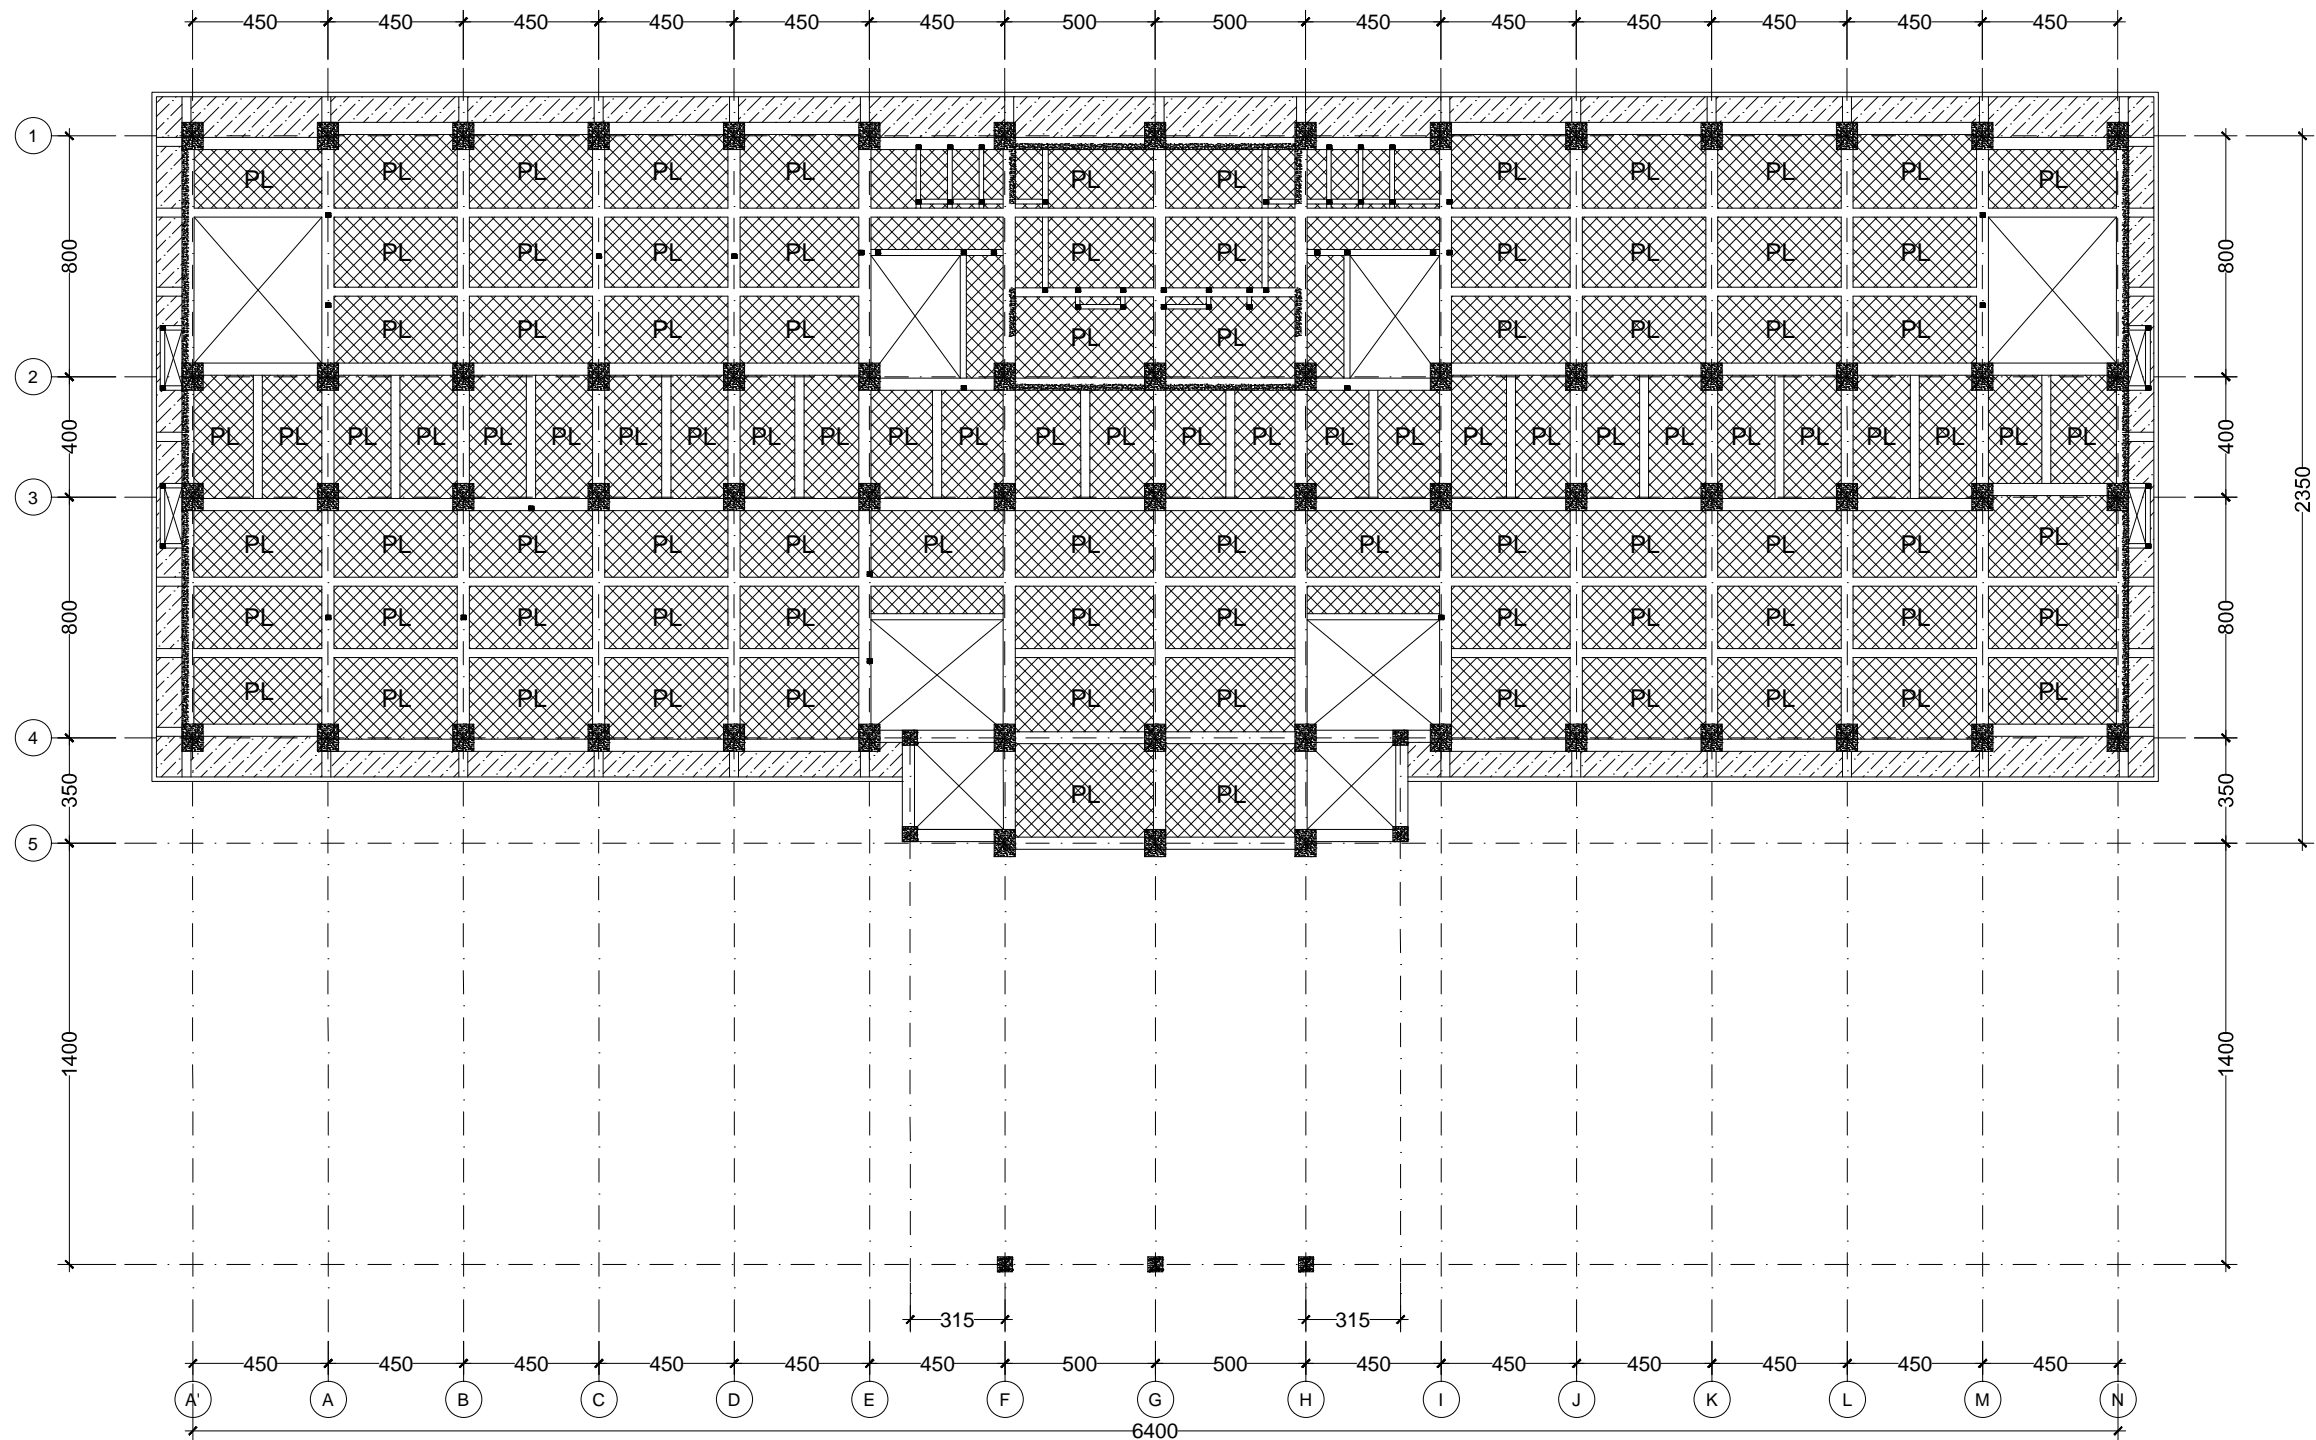 450 450 450 450 450 450 500 500 450 450 450 450 450 450
1
PL PL PL PL PL PL PL PL PL PL PL PL
800 PL PL PL PL PL PL PL PL PL PL 800
PL PL PL PL PL PL PL PL PL PL
2
400 PL PL PL PL PL PL PL PL PL PL PL PL PL PL PL PL PL PL PL PL PL PL PL PL PL PL PL PL 400
3 2350
PL PL PL PL PL PL PL PL PL PL PL PL PL PL
800 PL PL PL PL PL PL PL PL PL PL PL PL 800
PL PL PL PL PL PL PL PL PL PL PL PL
4
350 PL PL 350
5
1400 1400
315 315
450 450 450 450 450 450 500 500 450 450 450 450 450 450
A' A B C D E F G H I J K L M N
6400